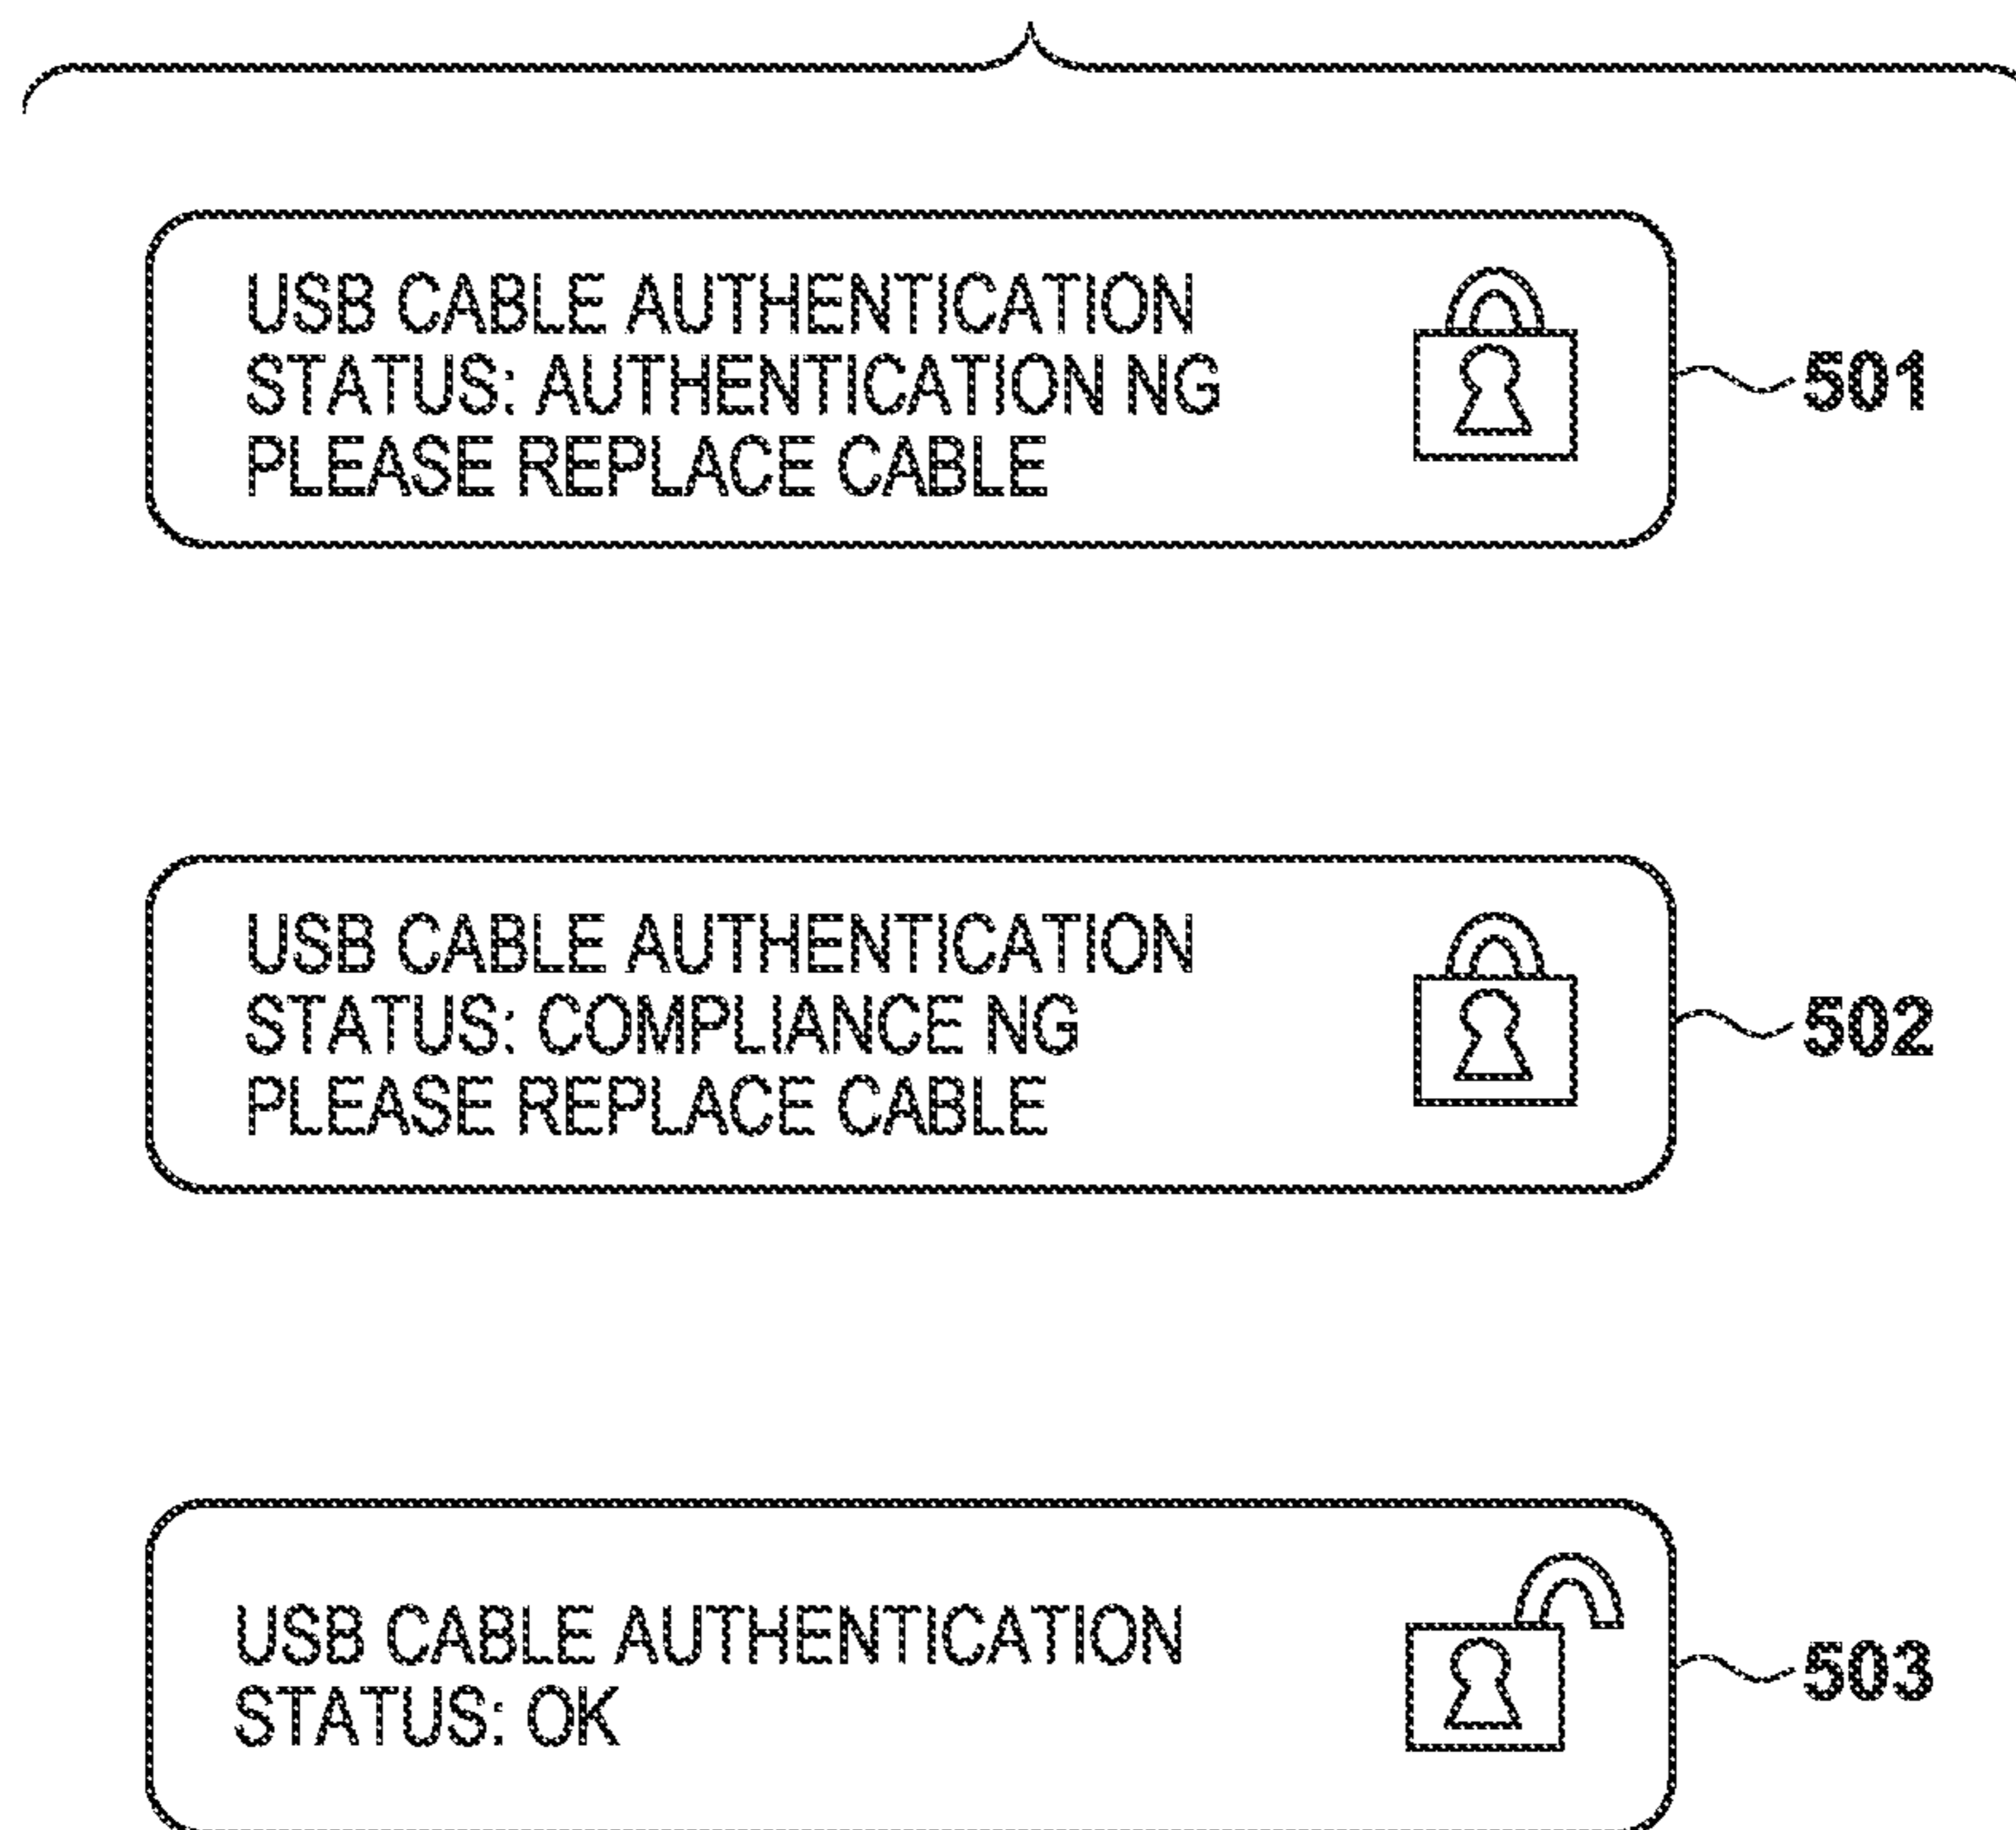 USB CABLE AUTHENTICATION
STATUS: AUTHENTICATION NG
PLEASE REPLACE CABLE
501
USB CABLE AUTHENTICATION
STATUS: COMPLIANCE NG
PLEASE REPLACE CABLE
502
USB CABLE AUTHENTICATION
STATUS: OK
503